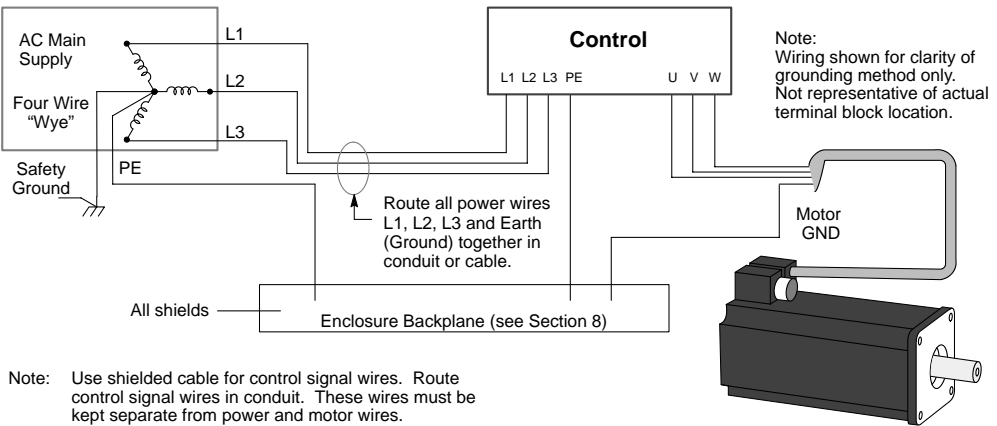 AC Main
Supply
Four Wire
“Wye”
L1
L2
L3
PE
Safety
Ground
Control
L1 L2 L3 PE
U V W
Note:
Wiring shown for clarity of
grounding method only.
Not representative of actual
terminal block location.
Route all power wires
L1, L2, L3 and Earth
(Ground) together in
conduit or cable.
Motor
GND
All shields
Enclosure Backplane (see Section 8)
Note: Use shielded cable for control signal wires. Route
control signal wires in conduit. These wires must be
kept separate from power and motor wires.